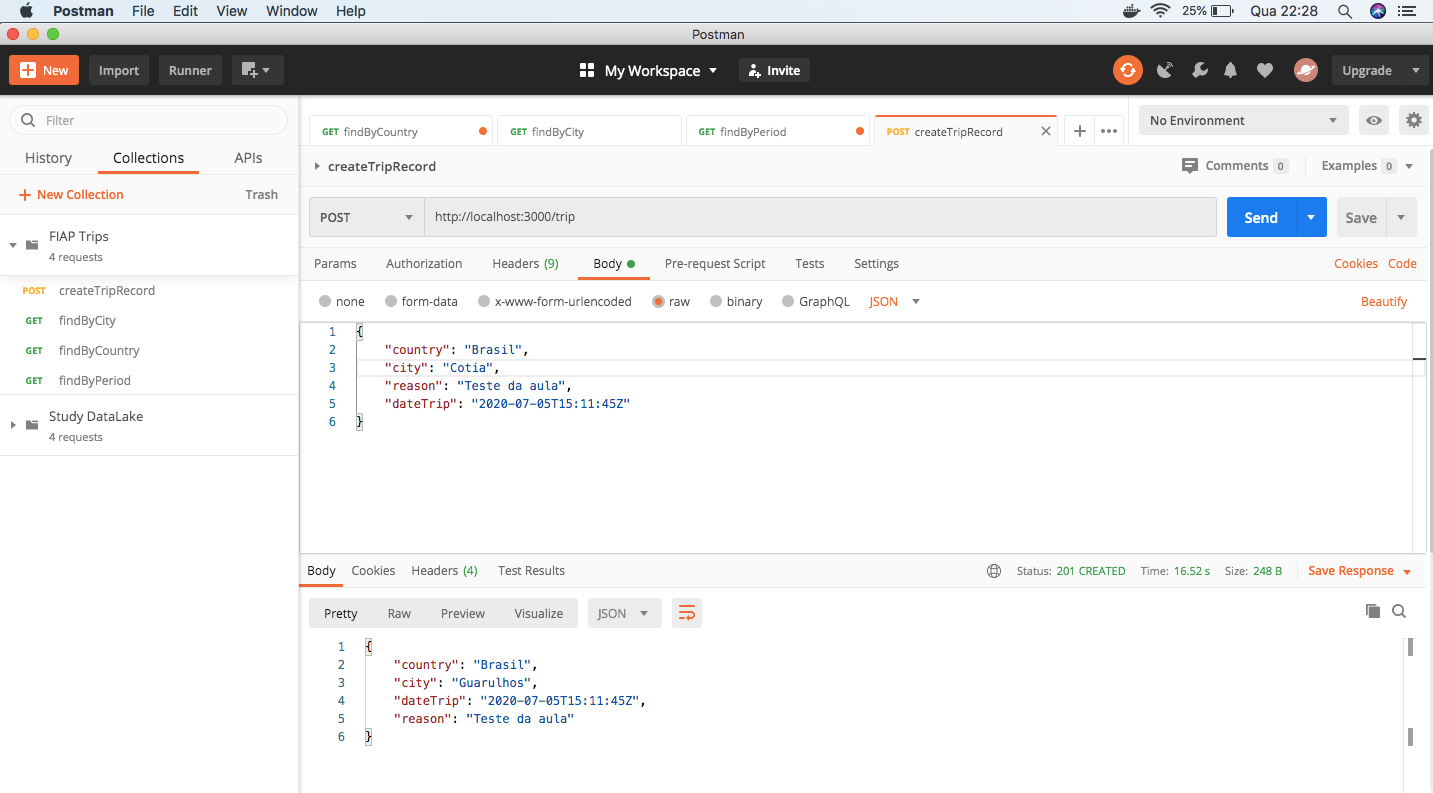 Postman File Edit View Window Help 25% Qua 22:28
Postman
New Import Runner My Workspace Invite Upgrade
Filter
History Collections APIs
New Collection Trash
FIAP Trips
4 requests
POST createTripRecord
GET findByCity
GET findByCountry
GET findByPeriod
Study DataLake
4 requests
GET findByCountry GET findByCity GET findByPeriod POST createTripRecord No Environment
createTripRecord Comments 0 Examples 0
POST http://localhost:3000/trip Send Save
Params Authorization Headers (9) Body Pre-request Script Tests Settings Cookies Code
none form-data x-www-form-urlencoded raw binary GraphQL JSON Beautify
1 {
2 "country": "Brasil",
3 "city": "Cotia",
4 "reason": "Teste da aula",
5 "dateTrip": "2020-07-05T15:11:45Z"
6 }
Body Cookies Headers (4) Test Results Status: 201 CREATED Time: 16.52 s Size: 248 B Save Response
Pretty Raw Preview Visualize JSON
1 {
2 "country": "Brasil",
3 "city": "Guarulhos",
4 "dateTrip": "2020-07-05T15:11:45Z",
5 "reason": "Teste da aula"
6 }